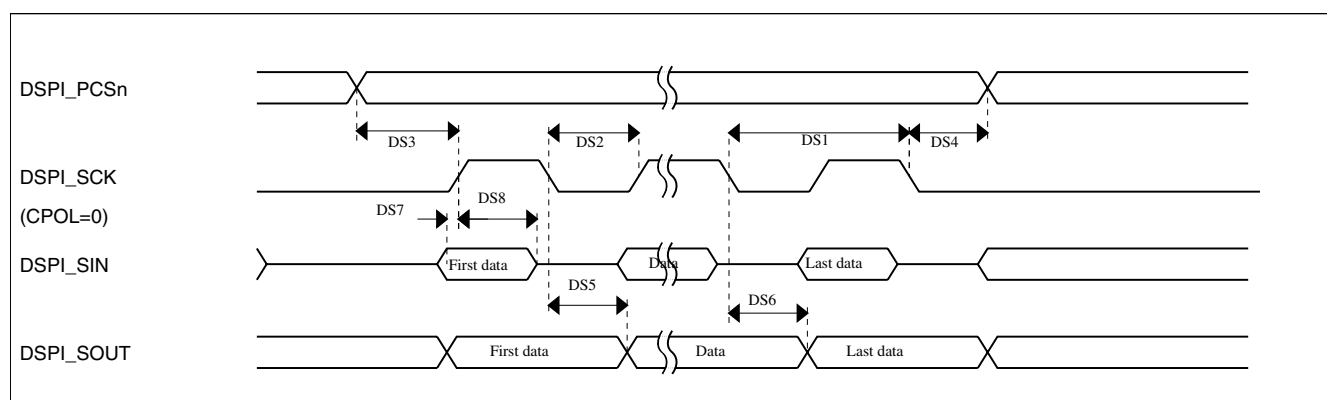 DSPI_PCSn
DS3
DS2
DS1
DS4
DSPI_SCK
(CPOL=0)
DS7
DS8
DSPI_SIN
First data
Data
Last data
DS5
DS6
DSPI_SOUT
First data
Data
Last data